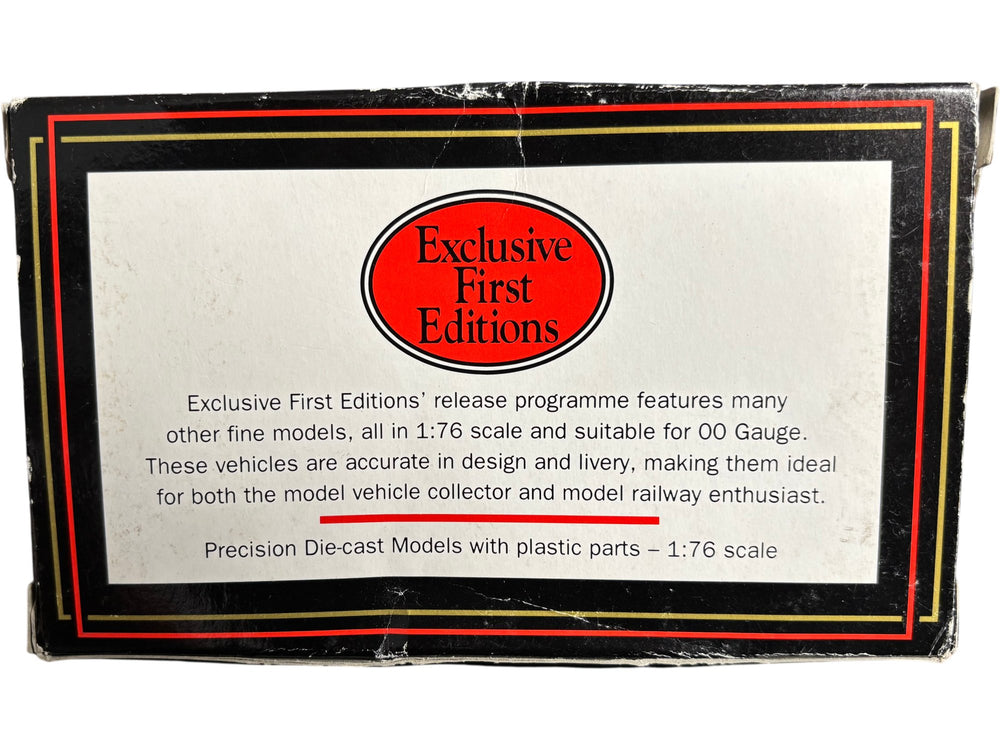 Exclusive
First
Editions
Exclusive First Editions' release programme features many
other fine models, all in 1:76 scale and suitable for 00 Gauge.
These vehicles are accurate in design and livery, making them ideal
for both the model vehicle collector and model railway enthusiast.
Precision Die-cast Models with plastic parts – 1:76 scale